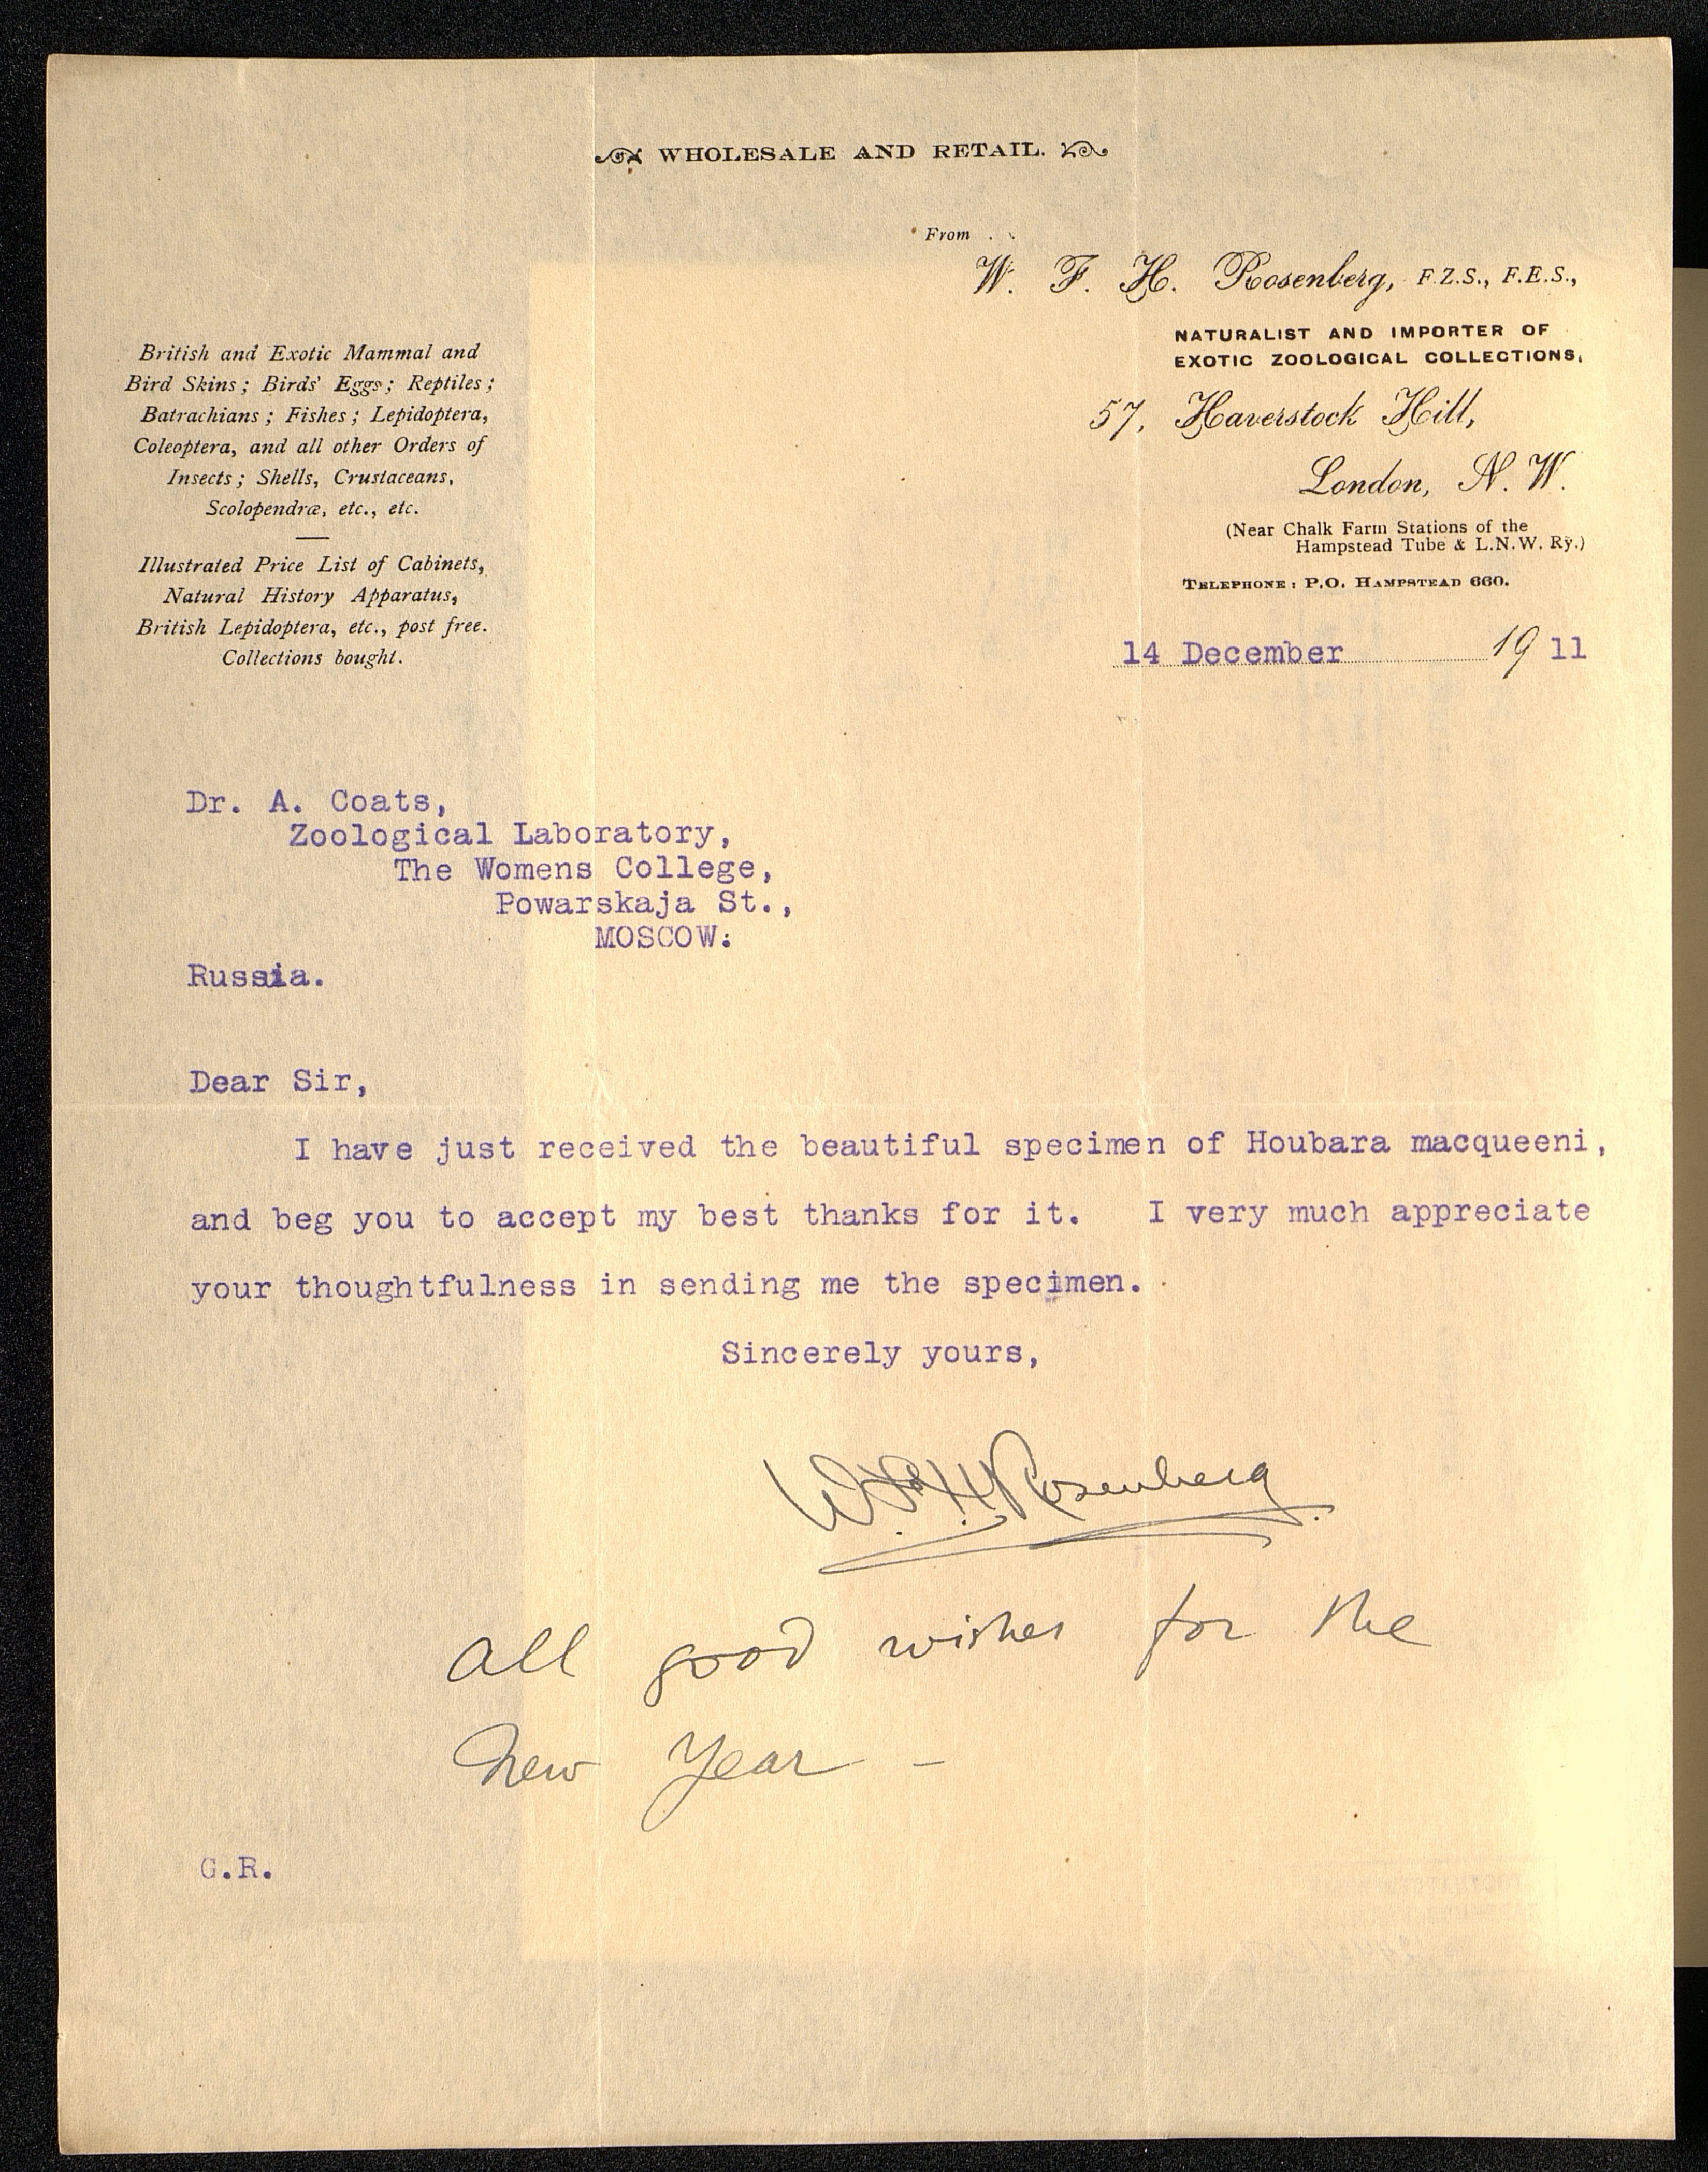 WHOLESALE AND RETAIL.
From
W. F. H. Rosenberg, F.Z.S., F.E.S.,
NATURALIST AND IMPORTER OF
EXOTIC ZOOLOGICAL COLLECTIONS,
57, Haverstock Hill,
London, N. W.
(Near Chalk Farm Stations of the
Hampstead Tube & L.N.W. Ry.)
TELEPHONE: P.O. HAMPSTEAD 660.
British and Exotic Mammal and
Bird Skins; Birds' Eggs; Reptiles;
Batrachians; Fishes; Lepidoptera,
Coleoptera, and all other Orders of
Insects; Shells, Crustaceans,
Scolopendræ, etc., etc.
Illustrated Price List of Cabinets,
Natural History Apparatus,
British Lepidoptera, etc., post free.
Collections bought.
14 December 1911
Dr. A. Coats,
Zoological Laboratory,
The Womens College,
Powarskaja St.,
MOSCOW.
Russia.
Dear Sir,
I have just received the beautiful specimen of Houbara macqueeni,
and beg you to accept my best thanks for it. I very much appreciate
your thoughtfulness in sending me the specimen.
Sincerely yours,
W.F.H. Rosenberg.
All good wishes for the
New Year -
G.R.